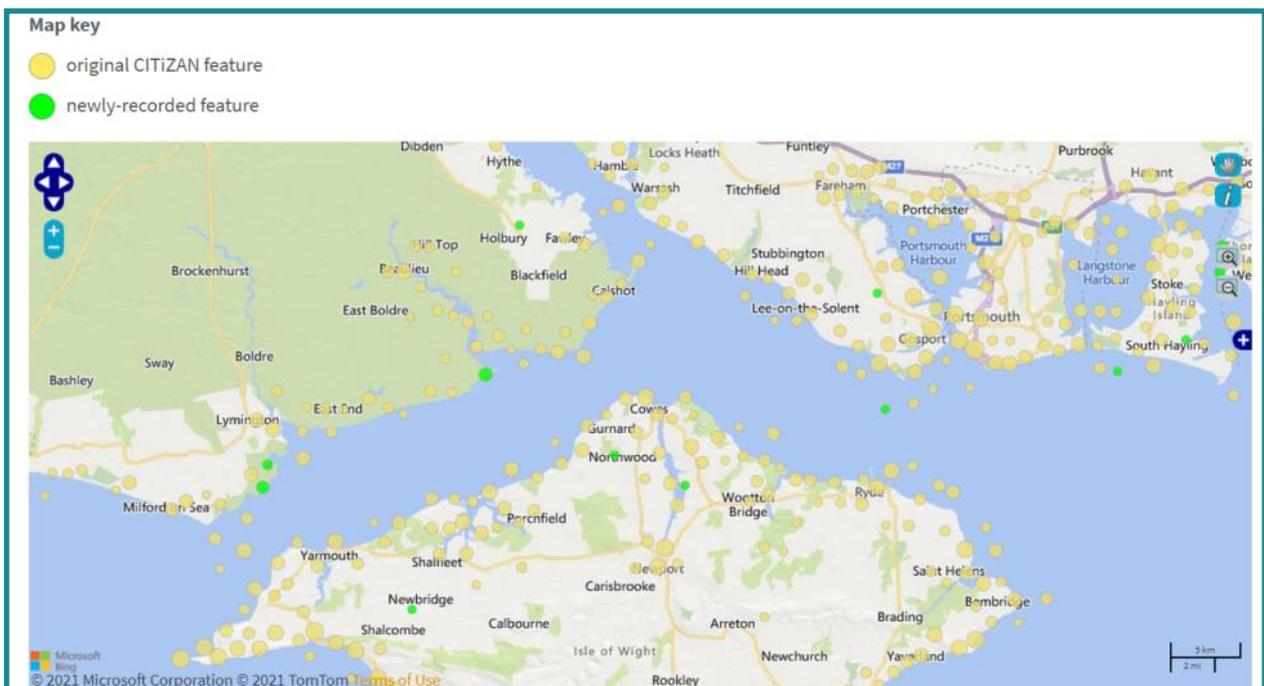 Map key
original CITiZAN feature
newly-recorded feature
Dibden
Hythe
Hamble
Locks Heath
Funtley
Purbrook
Warsash
Titchfield
Fareham
M27
Havant
Portchester
Holbury
Fawley
Hill Top
Stubbington
Portsmouth
Harbour
Brockenhurst
Beaulieu
Blackfield
Hill Head
Langstone
Harbour
Stoke
Calshot
Hayling
Island
East Boldre
Lee-on-the-Solent
Portsmouth
Gosport
South Hayling
Boldre
Sway
Bashley
East End
Lymington
Cowes
Gurnard
Northwood
Milford on Sea
Wootton
Bridge
Ryde
Porchfield
Yarmouth
Shalfleet
Newport
Saint Helens
Carisbrooke
Newbridge
Bembridge
Brading
Shalcombe
Calbourne
Arreton
Isle of Wight
Newchurch
Yaverland
Rookley
5 km
2 mi
Microsoft
Bing
© 2021 Microsoft Corporation © 2021 TomTom Terms of Use